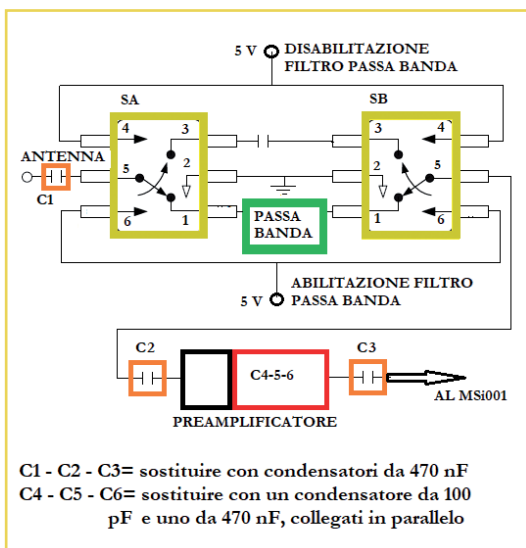 5 V
DISABILITAZIONE
FILTRO PASSA BANDA
SA
SB
4
3
3
4
ANTENNA
5
2
2
5
C1
6
1
PASSA
BANDA
1
6
ABILITAZIONE FILTRO
5 V
PASSA BANDA
C2
C4-5-6
C3
AL MSi001
PREAMPLIFICATORE
C1 - C2 - C3= sostituire con condensatori da 470 nF
C4 - C5 - C6= sostituire con un condensatore da 100
pF e uno da 470 nF, collegati in parallelo